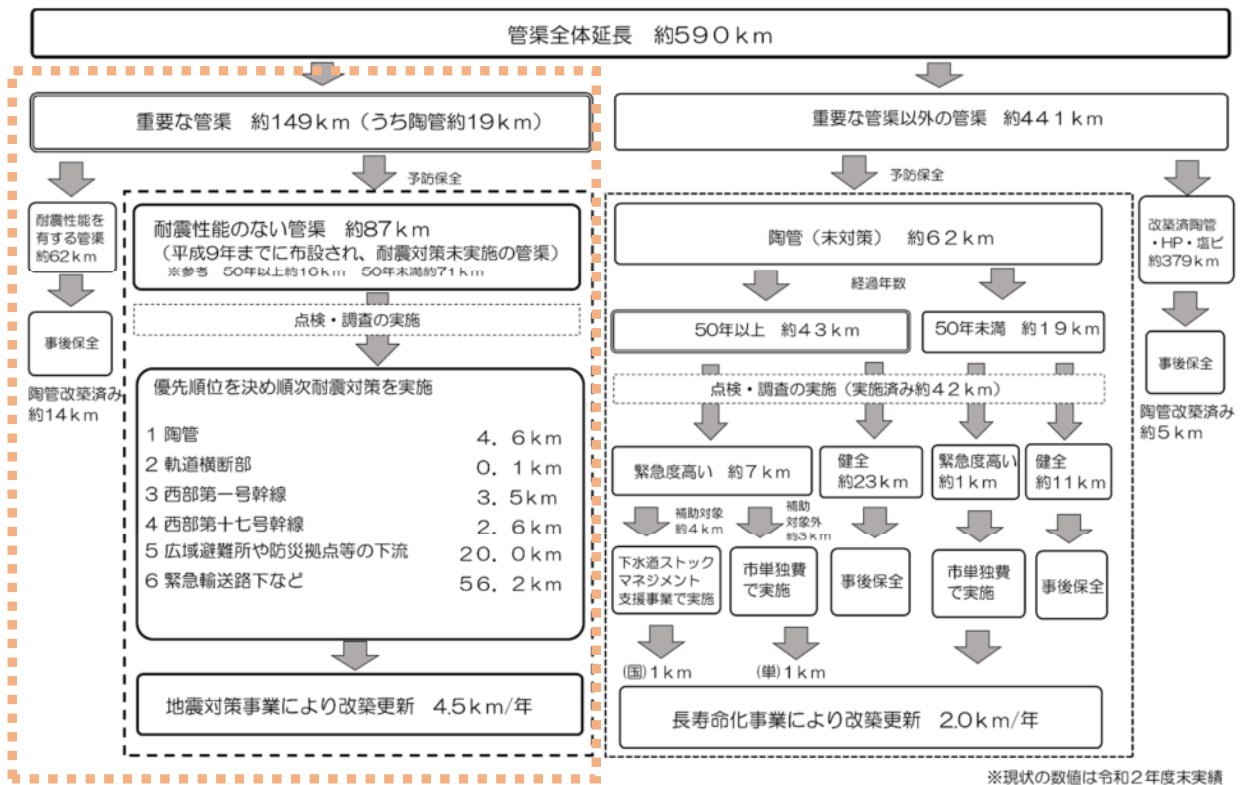 管渠全体延長　約590km
重要な管渠　約149km（うち陶管約19km）
予防保全
耐震性能を
有する管渠
約62km
事後保全
陶管改築済み
約14km
耐震性能のない管渠　約87km
（平成9年までに布設され、耐震対策未実施の管渠）
※参考　50年以上約16km　50年未満約71km
点検・調査の実施
優先順位を決め順次耐震対策を実施
1 陶管　4．6km
2 軌道横断部　0．1km
3 西部第一号幹線　3．5km
4 西部第十七号幹線　2．6km
5 広域避難所や防災拠点等の下流　20．0km
6 緊急輸送路下など　56．2km
地震対策事業により改築更新　4.5km/年
重要な管渠以外の管渠　約441km
予防保全
陶管（未対策）　約62km
経過年数
50年以上　約43km
50年未満　約19km
点検・調査の実施（実施済み約42km）
緊急度高い　約7km
健全
約23km
緊急度高い
約1km
健全
約11km
補助対象
約4km
補助
対象外
約3km
下水道ストック
マネジメント
支援事業で実施
市単独費
で実施
事後保全
市単独費
で実施
事後保全
(国)1km
(単)1km
長寿命化事業により改築更新　2.0km/年
改築済陶管
・HP・塩ビ
約379km
事後保全
陶管改築済み
約5km
※現状の数値は令和2年度末実績